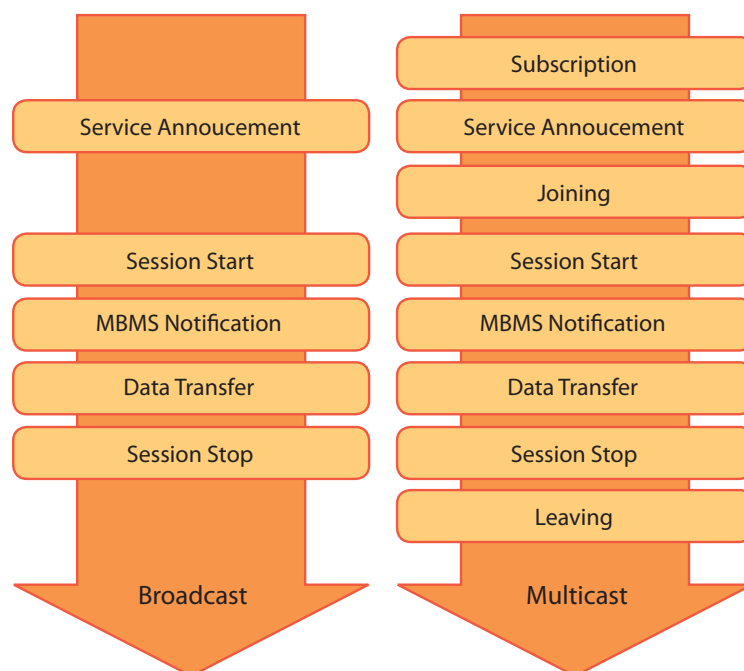 Service Annoucement
Session Start
MBMS Notification
Data Transfer
Session Stop
Broadcast
Subscription
Service Annoucement
Joining
Session Start
MBMS Notification
Data Transfer
Session Stop
Leaving
Multicast